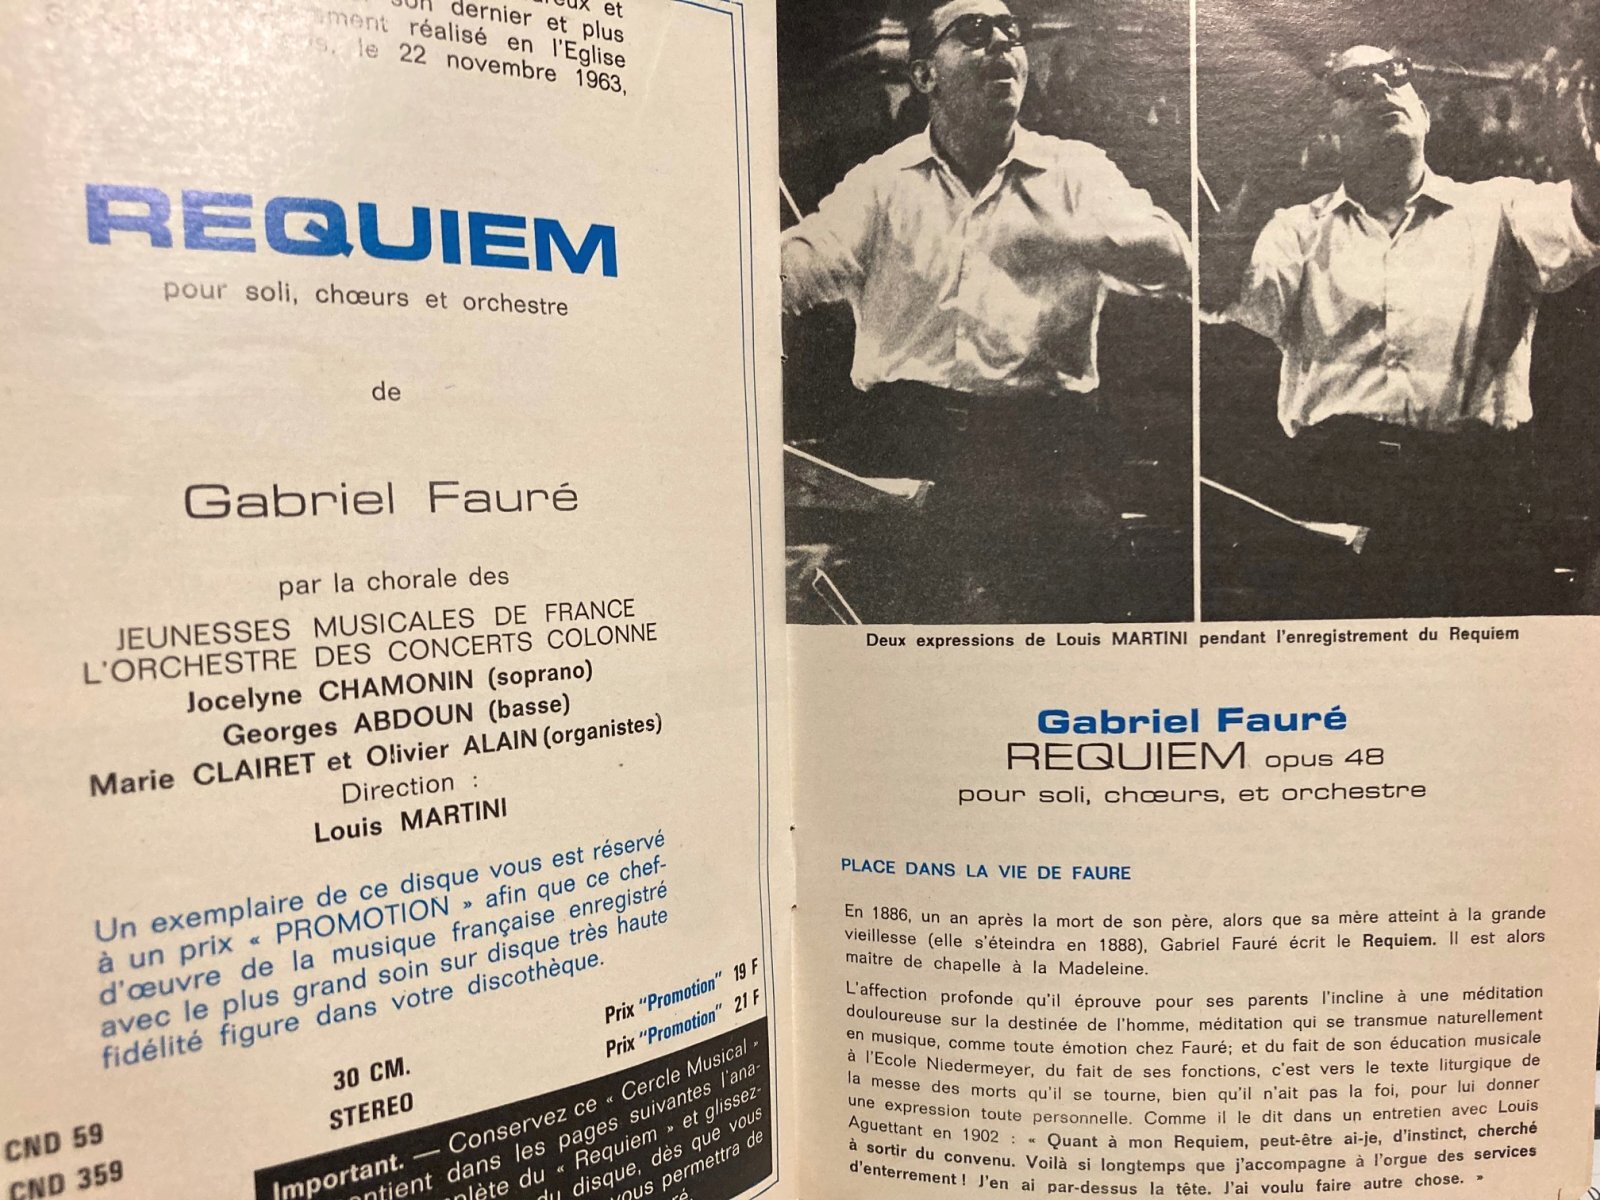 et
dernier et plus
réalisé en l'Eglise
le 22 novembre 1963,
REQUIEM
pour soli, chœurs et orchestre
de
Gabriel Fauré
par la chorale des
JEUNESSES MUSICALES DE FRANCE
L'ORCHESTRE DES CONCERTS COLONNE
Jocelyne CHAMONIN (soprano)
Georges ABDOUN (basse)
Marie CLAIRET et Olivier ALAIN (organistes)
Direction :
Louis MARTINI
Un exemplaire de ce disque vous est réservé
à un prix « PROMOTION » afin que ce chef-
d'œuvre de la musique française enregistré
avec le plus grand soin sur disque très haute
fidélité figure dans votre discothèque.
Prix "Promotion" 19 F
Prix "Promotion" 21 F
30 CM.
STEREO
CND 59
CND 359
Important. — Conservez ce « Cercle Musical »
dans les pages suivantes l'ana-
du « Requiem » et glissez-
du disque, dès que vous
vous permettra de
Deux expressions de Louis MARTINI pendant l'enregistrement du Requiem
Gabriel Fauré
REQUIEM opus 48
pour soli, chœurs, et orchestre
PLACE DANS LA VIE DE FAURE
En 1886, un an après la mort de son père, alors que sa mère atteint à la grande
vieillesse (elle s'éteindra en 1888), Gabriel Fauré écrit le Requiem. Il est alors
maitre de chapelle à la Madeleine.
L'affection profonde qu'il éprouve pour ses parents l'incline à une méditation
douloureuse sur la destinée de l'homme, méditation qui se transmue naturellement
en musique, comme toute émotion chez Fauré; et du fait de son éducation musicale
à l'Ecole Niedermeyer, du fait de ses fonctions, c'est vers le texte liturgique de
la messe des morts qu'il se tourne, bien qu'il n'ait pas la foi, pour lui donner
une expression toute personnelle. Comme il le dit dans un entretien avec Louis
Aguettant en 1902 : « Quant à mon Requiem, peut-être ai-je, d'instinct, cherché
à sortir du convenu. Voilà si longtemps que j'accompagne à l'orgue des services
d'enterrement ! J'en ai par-dessus la tête. J'ai voulu faire autre chose. »